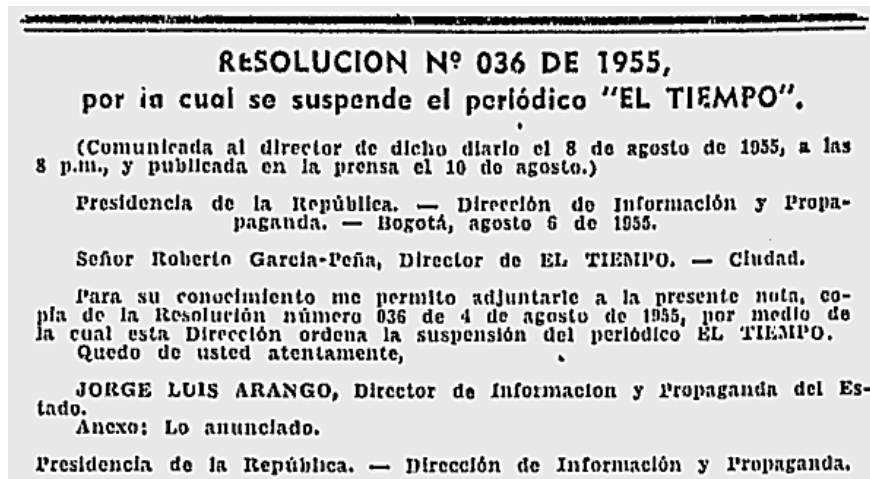 RESOLUCION Nº 036 DE 1955,
por la cual se suspende el periódico "EL TIEMPO".
(Comunicada al director de dicho diario el 8 de agosto de 1955, a las
8 p.m., y publicada en la prensa el 10 de agosto.)
Presidencia de la República. — Dirección de Información y Propa-
paganda. — Bogotá, agosto 6 de 1955.
Señor Roberto García-Peña, Director de EL TIEMPO. — Ciudad.
Para su conocimiento me permito adjuntarle a la presente nota, co-
pia de la Resolución número 036 de 4 de agosto de 1955, por medio de
la cual esta Dirección ordena la suspensión del periódico EL TIEMPO.
Quedo de usted atentamente,
JORGE LUIS ARANGO, Director de Informacion y Propaganda del Es-
tado.
Anexo: Lo anunciado.
Presidencia de la República. — Dirección de Información y Propaganda.